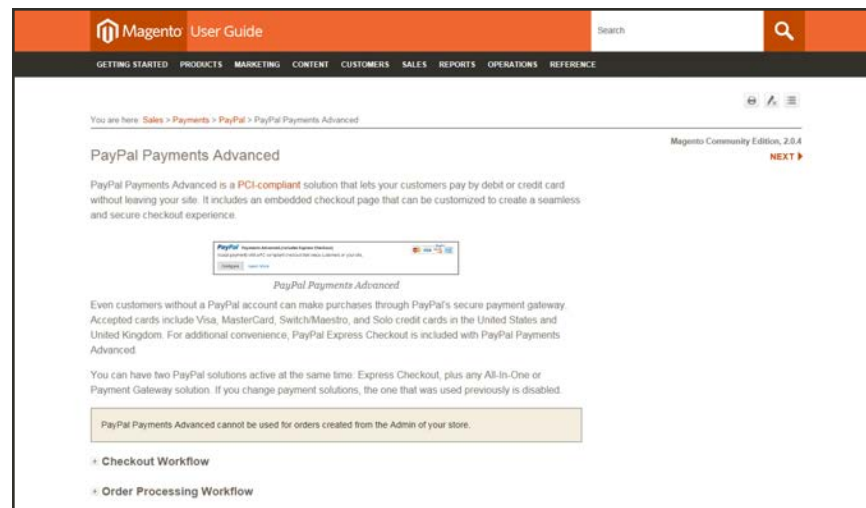 Magento User Guide
Search
GETTING STARTED PRODUCTS MARKETING CONTENT CUSTOMERS SALES REPORTS OPERATIONS REFERENCE
You are here: Sales > Payments > PayPal > PayPal Payments Advanced
Magento Community Edition, 2.0.4
NEXT
PayPal Payments Advanced
PayPal Payments Advanced is a PCI-compliant solution that lets your customers pay by debit or credit card
without leaving your site. It includes an embedded checkout page that can be customized to create a seamless
and secure checkout experience.
PayPal Payments Advanced (Includes Express Checkout)
Configure Learn More
PayPal Payments Advanced
Even customers without a PayPal account can make purchases through PayPal's secure payment gateway.
Accepted cards include Visa, MasterCard, Switch/Maestro, and Solo credit cards in the United States and
United Kingdom. For additional convenience, PayPal Express Checkout is included with PayPal Payments
Advanced.
You can have two PayPal solutions active at the same time: Express Checkout, plus any All-In-One or
Payment Gateway solution. If you change payment solutions, the one that was used previously is disabled.
PayPal Payments Advanced cannot be used for orders created from the Admin of your store.
Checkout Workflow
Order Processing Workflow